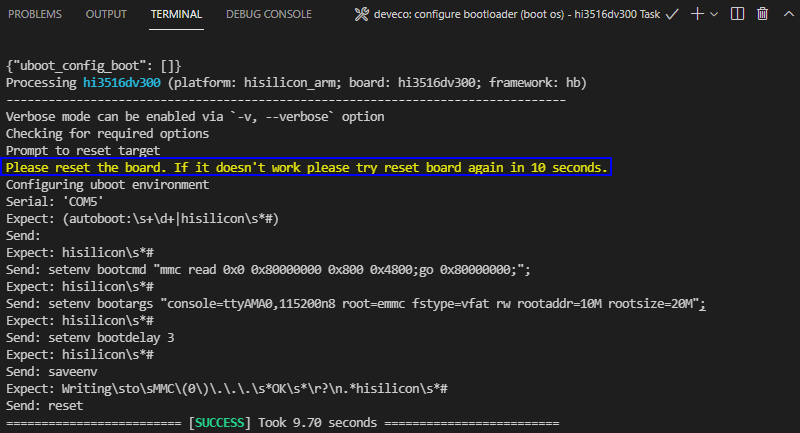 PROBLEMS OUTPUT TERMINAL DEBUG CONSOLE deveco: configure bootloader (boot os) - hi3516dv300 Task
{"uboot_config_boot": []}
Processing hi3516dv300 (platform: hisilicon_arm; board: hi3516dv300; framework: hb)
--------------------------------------------------------------------------------
Verbose mode can be enabled via `-v, --verbose` option
Checking for required options
Prompt to reset target
Please reset the board. If it doesn't work please try reset board again in 10 seconds.
Configuring uboot environment
Serial: 'COM5'
Expect: (autoboot:\s+\d+|hisilicon\s*#)
Send:
Expect: hisilicon\s*#
Send: setenv bootcmd "mmc read 0x0 0x80000000 0x800 0x4800;go 0x80000000;";
Expect: hisilicon\s*#
Send: setenv bootargs "console=ttyAMA0,115200n8 root=emmc fstype=vfat rw rootaddr=10M rootsize=20M";
Expect: hisilicon\s*#
Send: setenv bootdelay 3
Expect: hisilicon\s*#
Send: saveenv
Expect: Writing\sto\sMMC\(0\)\.\.\.\s*OK\s*\r?\n.*hisilicon\s*#
Send: reset
========================= [SUCCESS] Took 9.70 seconds =========================